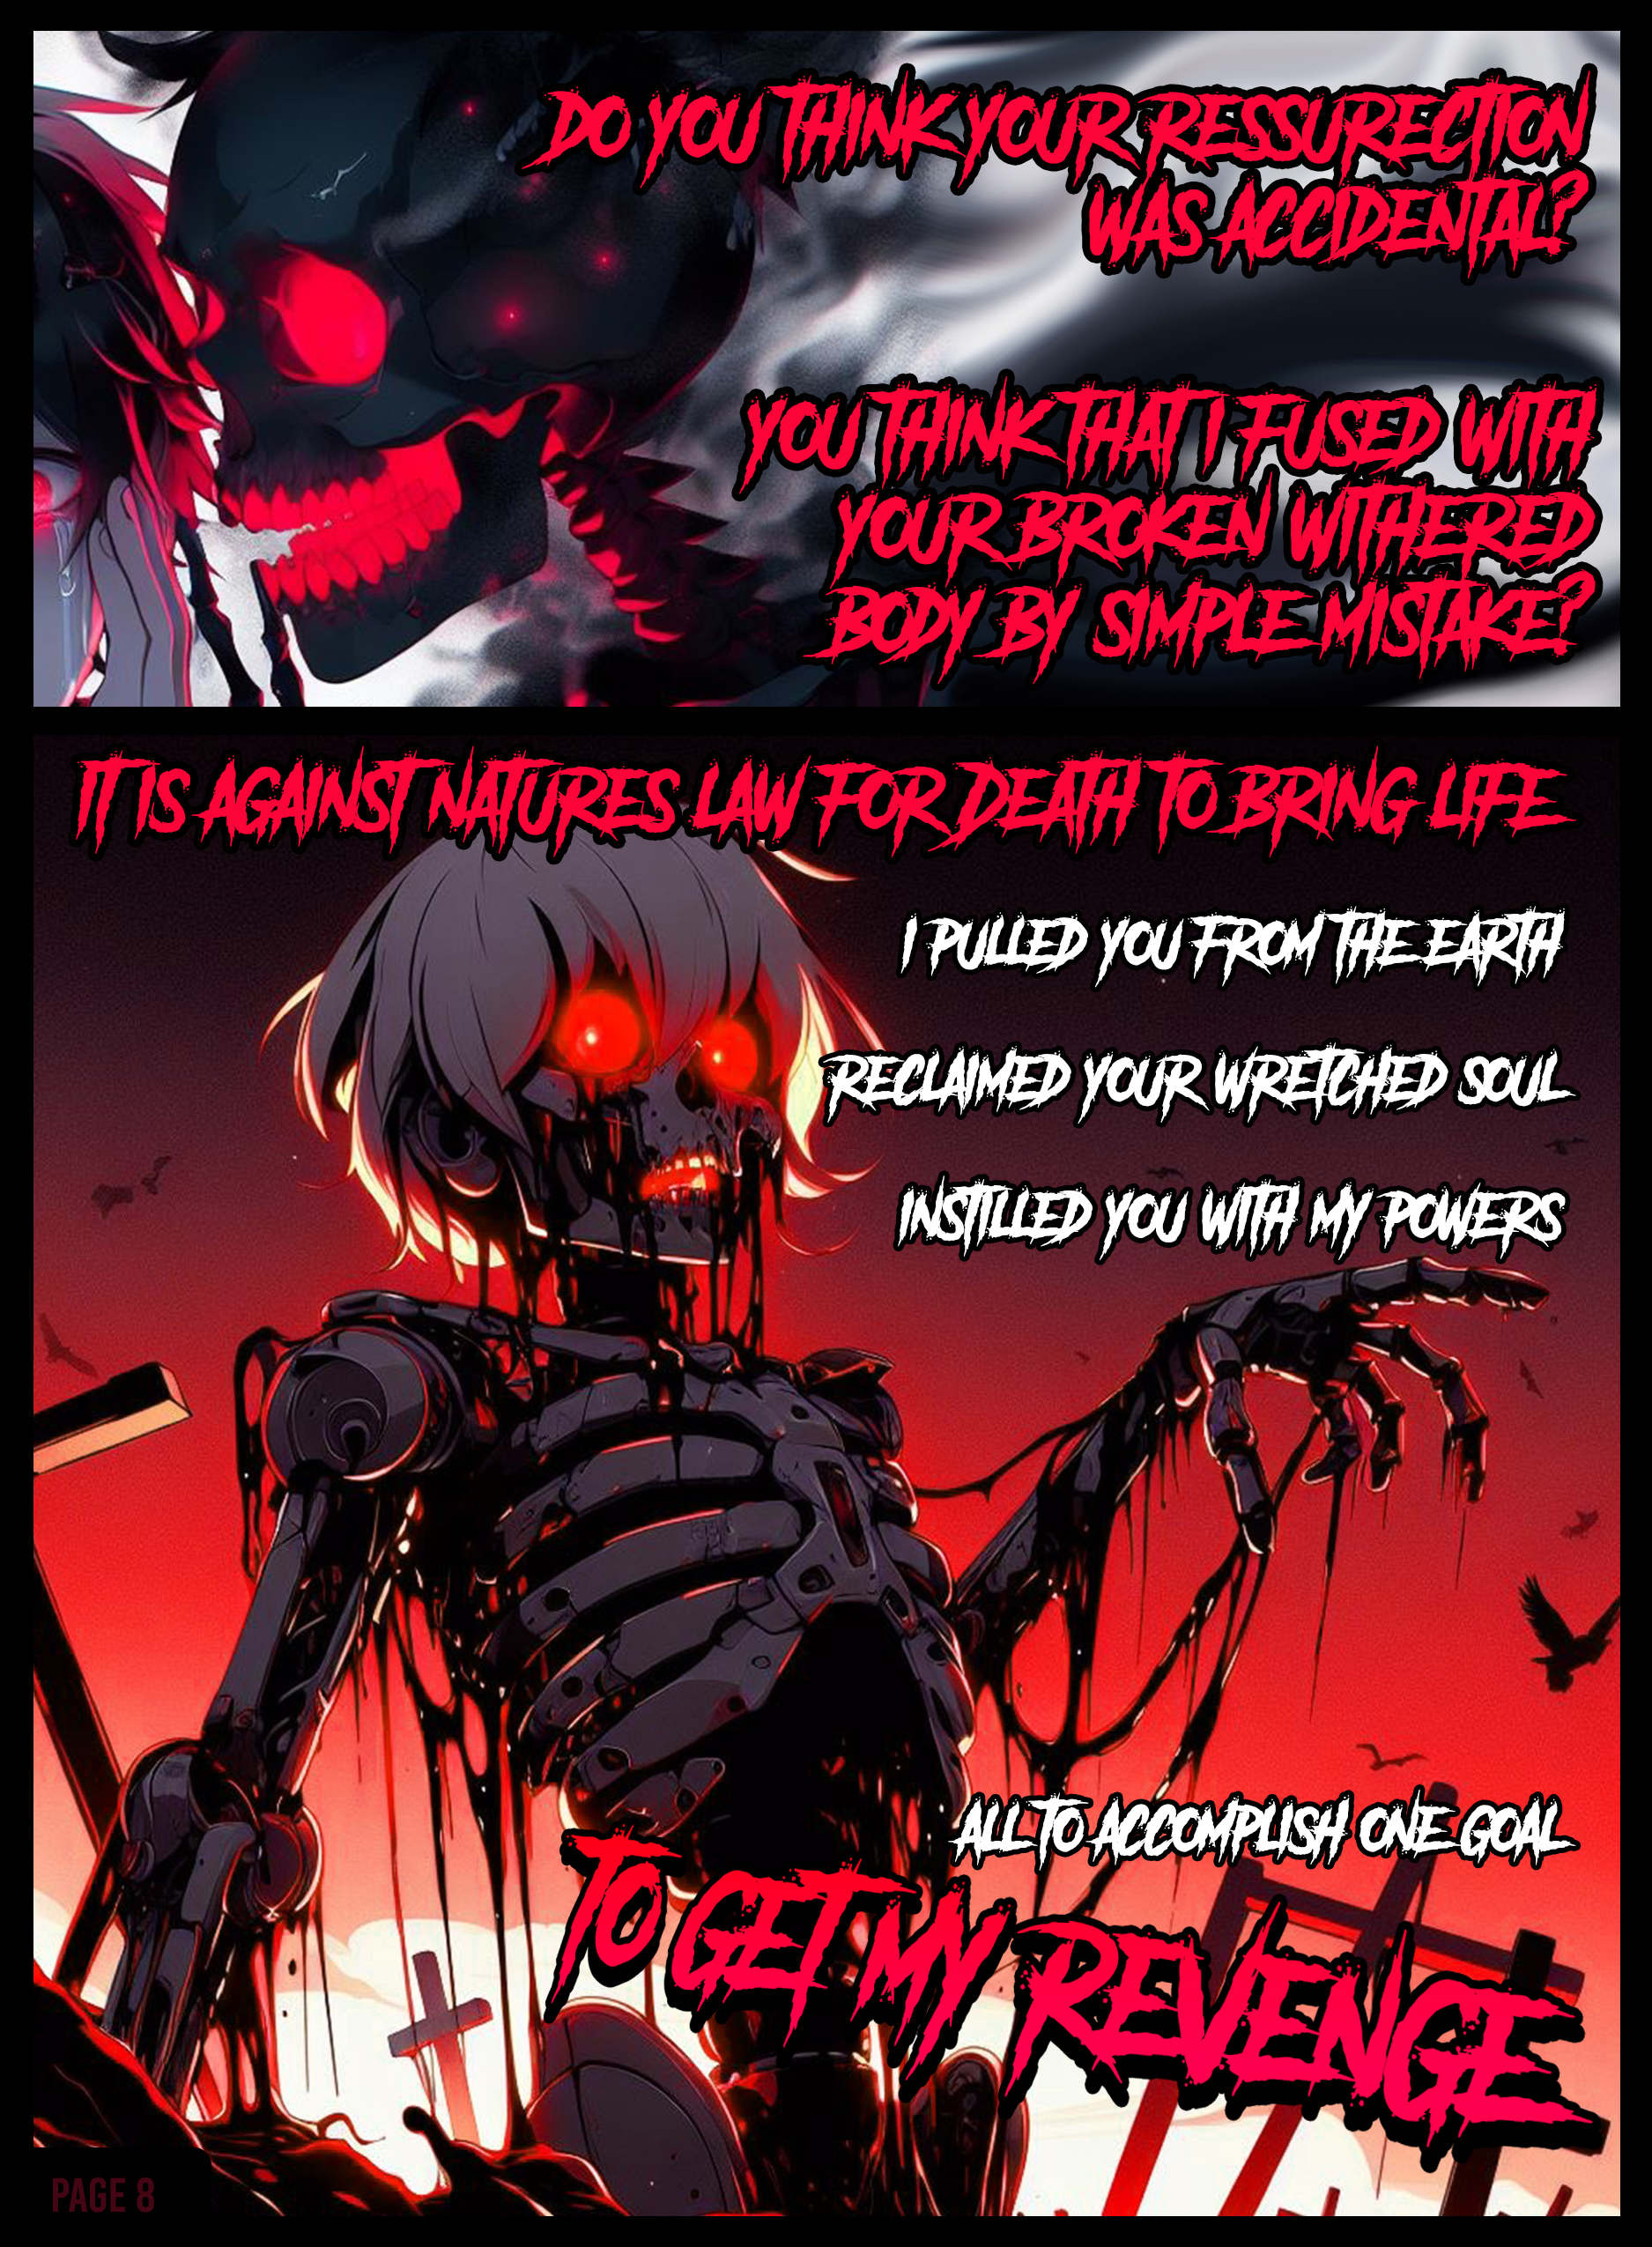 DO YOU THINK YOUR RESSURECTION
WAS ACCIDENTAL?
YOU THINK THAT I FUSED WITH
YOUR BROKEN WITHERED
BODY BY SIMPLE MISTAKE?
IT IS AGAINST NATURES LAW FOR DEATH TO BRING LIFE
I PULLED YOU FROM THE EARTH
RECLAIMED YOUR WRETCHED SOUL
INSTILLED YOU WITH MY POWERS
ALL TO ACCOMPLISH ONE GOAL
TO GET MY REVENGE
PAGE 8